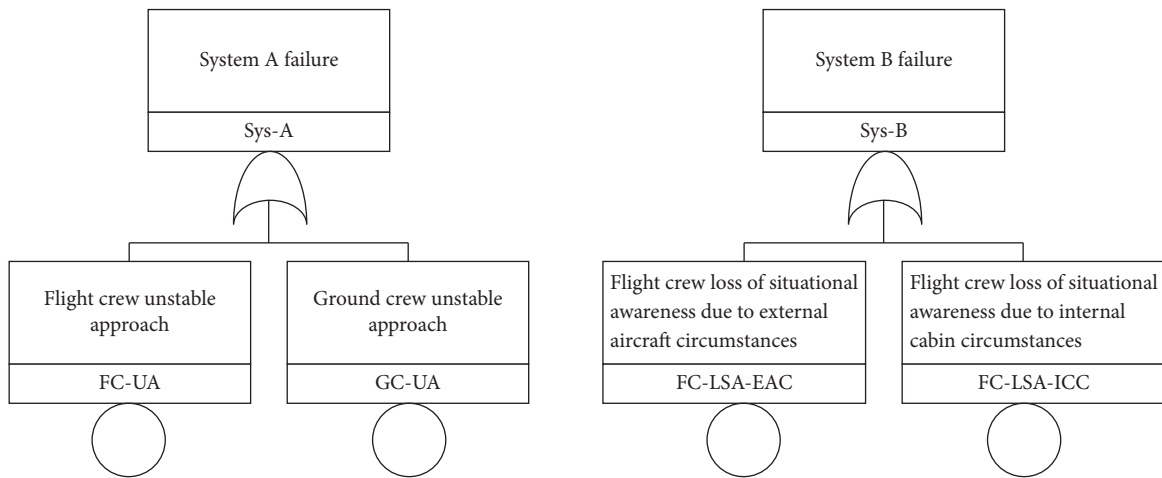 System A failure
Sys-A
Flight crew unstable
approach
FC-UA
Ground crew unstable
approach
GC-UA
System B failure
Sys-B
Flight crew loss of situational
awareness due to external
aircraft circumstances
FC-LSA-EAC
Flight crew loss of situational
awareness due to internal
cabin circumstances
FC-LSA-ICC